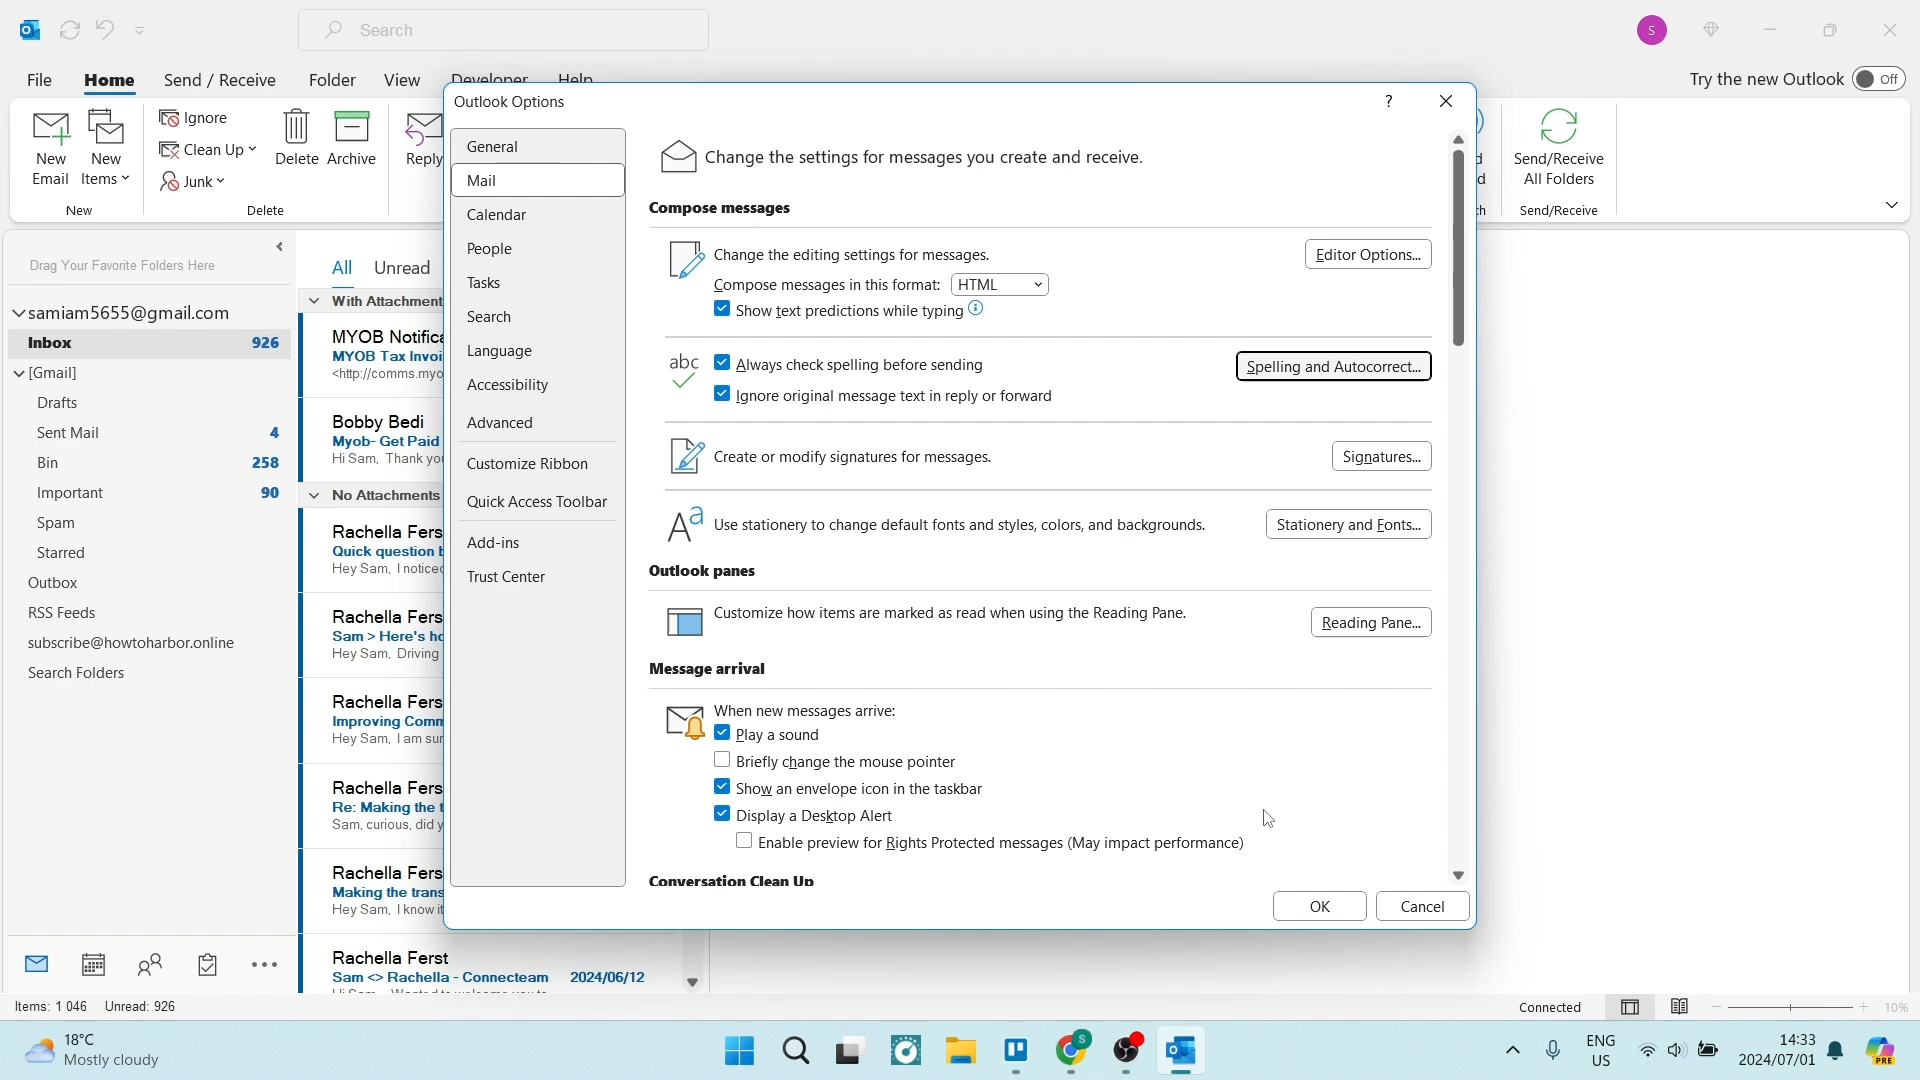 Search
S
File Home Send / Receive Folder View Developer Help
Try the new Outlook Off
Outlook Options
?
New Email
New Items
Ignore
Clean Up
Junk
Delete
Archive
Reply
Send/Receive All Folders
New
Delete
Send/Receive
Drag Your Favorite Folders Here
samiam5655@gmail.com
Inbox 926
[Gmail]
Drafts
Sent Mail 4
Bin 258
Important 90
Spam
Starred
Outbox
RSS Feeds
subscribe@howtoharbor.online
Search Folders
All Unread
With Attachment
MYOB Notifica
MYOB Tax Invoi
<http://comms.myo
Bobby Bedi
Myob- Get Paid
Hi Sam, Thank you
No Attachments
Rachella Fers
Quick question b
Hey Sam, I noticed
Rachella Fers
Sam > Here's ho
Hey Sam, Driving
Rachella Fers
Improving Comm
Hey Sam, I am sur
Rachella Fers
Re: Making the t
Sam, curious, did y
Rachella Fers
Making the trans
Hey Sam, I know it
Rachella Ferst
Sam <> Rachella - Connecteam 2024/06/12
General
Mail
Calendar
People
Tasks
Search
Language
Accessibility
Advanced
Customize Ribbon
Quick Access Toolbar
Add-ins
Trust Center
Change the settings for messages you create and receive.
Compose messages
Change the editing settings for messages. Editor Options...
Compose messages in this format: HTML
Show text predictions while typing
abc
Always check spelling before sending Spelling and Autocorrect...
Ignore original message text in reply or forward
Create or modify signatures for messages. Signatures...
Use stationery to change default fonts and styles, colors, and backgrounds. Stationery and Fonts...
Outlook panes
Customize how items are marked as read when using the Reading Pane.
Reading Pane...
Message arrival
When new messages arrive:
Play a sound
Briefly change the mouse pointer
Show an envelope icon in the taskbar
Display a Desktop Alert
Enable preview for Rights Protected messages (May impact performance)
Conversation Clean Up
OK Cancel
Items: 1 046 Unread: 926
Connected
10%
18°C
Mostly cloudy
ENG
US
14:33
2024/07/01
PRE